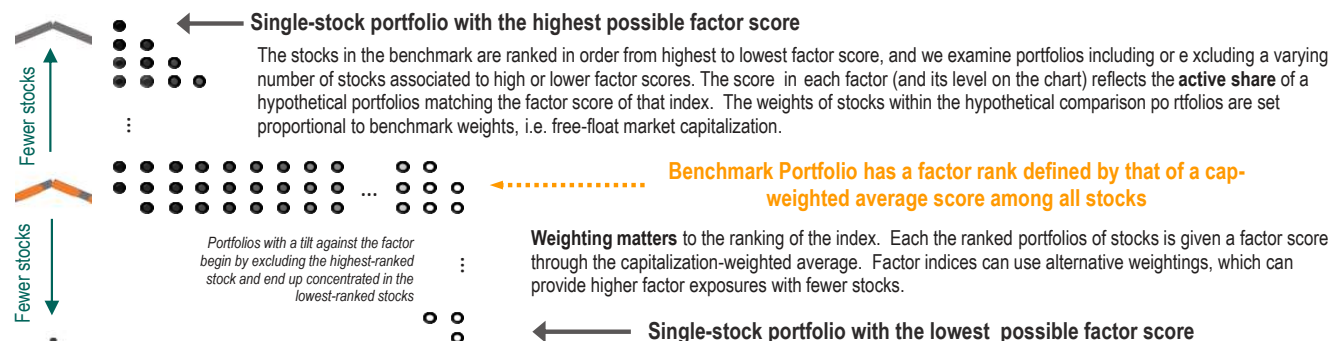 Single-stock portfolio with the highest possible factor score
The stocks in the benchmark are ranked in order from highest to lowest factor score, and we examine portfolios including or e xcluding a varying
number of stocks associated to high or lower factor scores. The score in each factor (and its level on the chart) reflects the active share of a
hypothetical portfolios matching the factor score of that index. The weights of stocks within the hypothetical comparison po rtfolios are set
proportional to benchmark weights, i.e. free-float market capitalization.
Fewer stocks
⋮
...
Benchmark Portfolio has a factor rank defined by that of a cap-
weighted average score among all stocks
Fewer stocks
Portfolios with a tilt against the factor
begin by excluding the highest-ranked
stock and end up concentrated in the
lowest-ranked stocks
⋮
Weighting matters to the ranking of the index. Each the ranked portfolios of stocks is given a factor score
through the capitalization-weighted average. Factor indices can use alternative weightings, which can
provide higher factor exposures with fewer stocks.
Single-stock portfolio with the lowest possible factor score